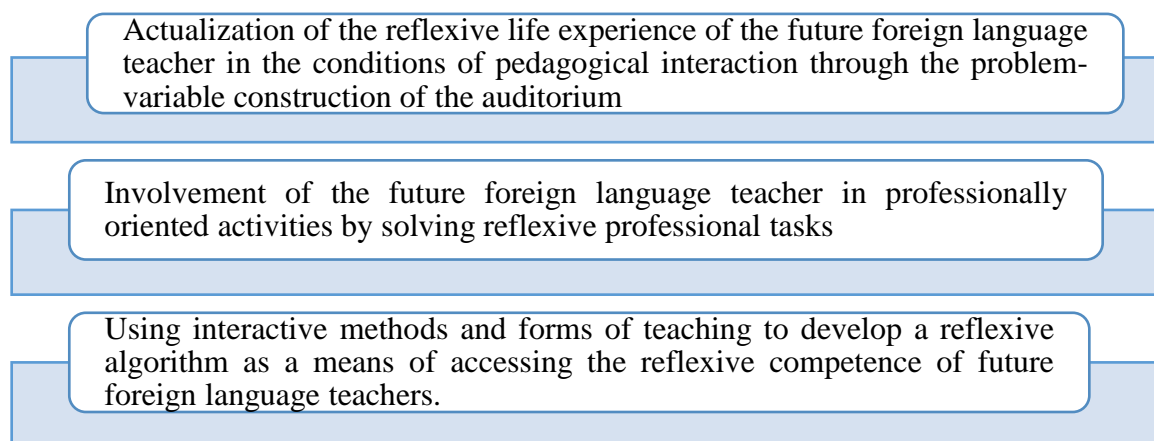 Actualization of the reflexive life experience of the future foreign language
teacher in the conditions of pedagogical interaction through the problem-
variable construction of the auditorium
Involvement of the future foreign language teacher in professionally
oriented activities by solving reflexive professional tasks
Using interactive methods and forms of teaching to develop a reflexive
algorithm as a means of accessing the reflexive competence of future
foreign language teachers.